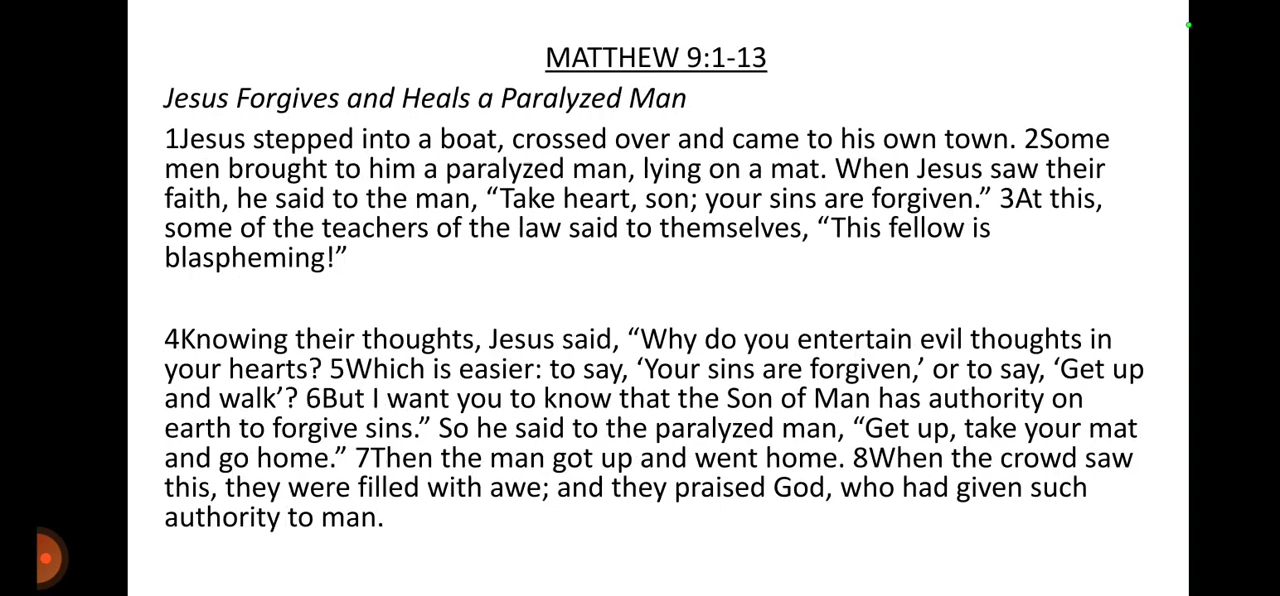 MATTHEW 9:1-13
Jesus Forgives and Heals a Paralyzed Man
1Jesus stepped into a boat, crossed over and came to his own town. 2Some
men brought to him a paralyzed man, lying on a mat. When Jesus saw their
faith, he said to the man, “Take heart, son; your sins are forgiven.” 3At this,
some of the teachers of the law said to themselves, “This fellow is
blaspheming!”
4Knowing their thoughts, Jesus said, “Why do you entertain evil thoughts in
your hearts? 5Which is easier: to say, ‘Your sins are forgiven,’ or to say, ‘Get up
and walk’? 6But I want you to know that the Son of Man has authority on
earth to forgive sins.” So he said to the paralyzed man, “Get up, take your mat
and go home.” 7Then the man got up and went home. 8When the crowd saw
this, they were filled with awe; and they praised God, who had given such
authority to man.